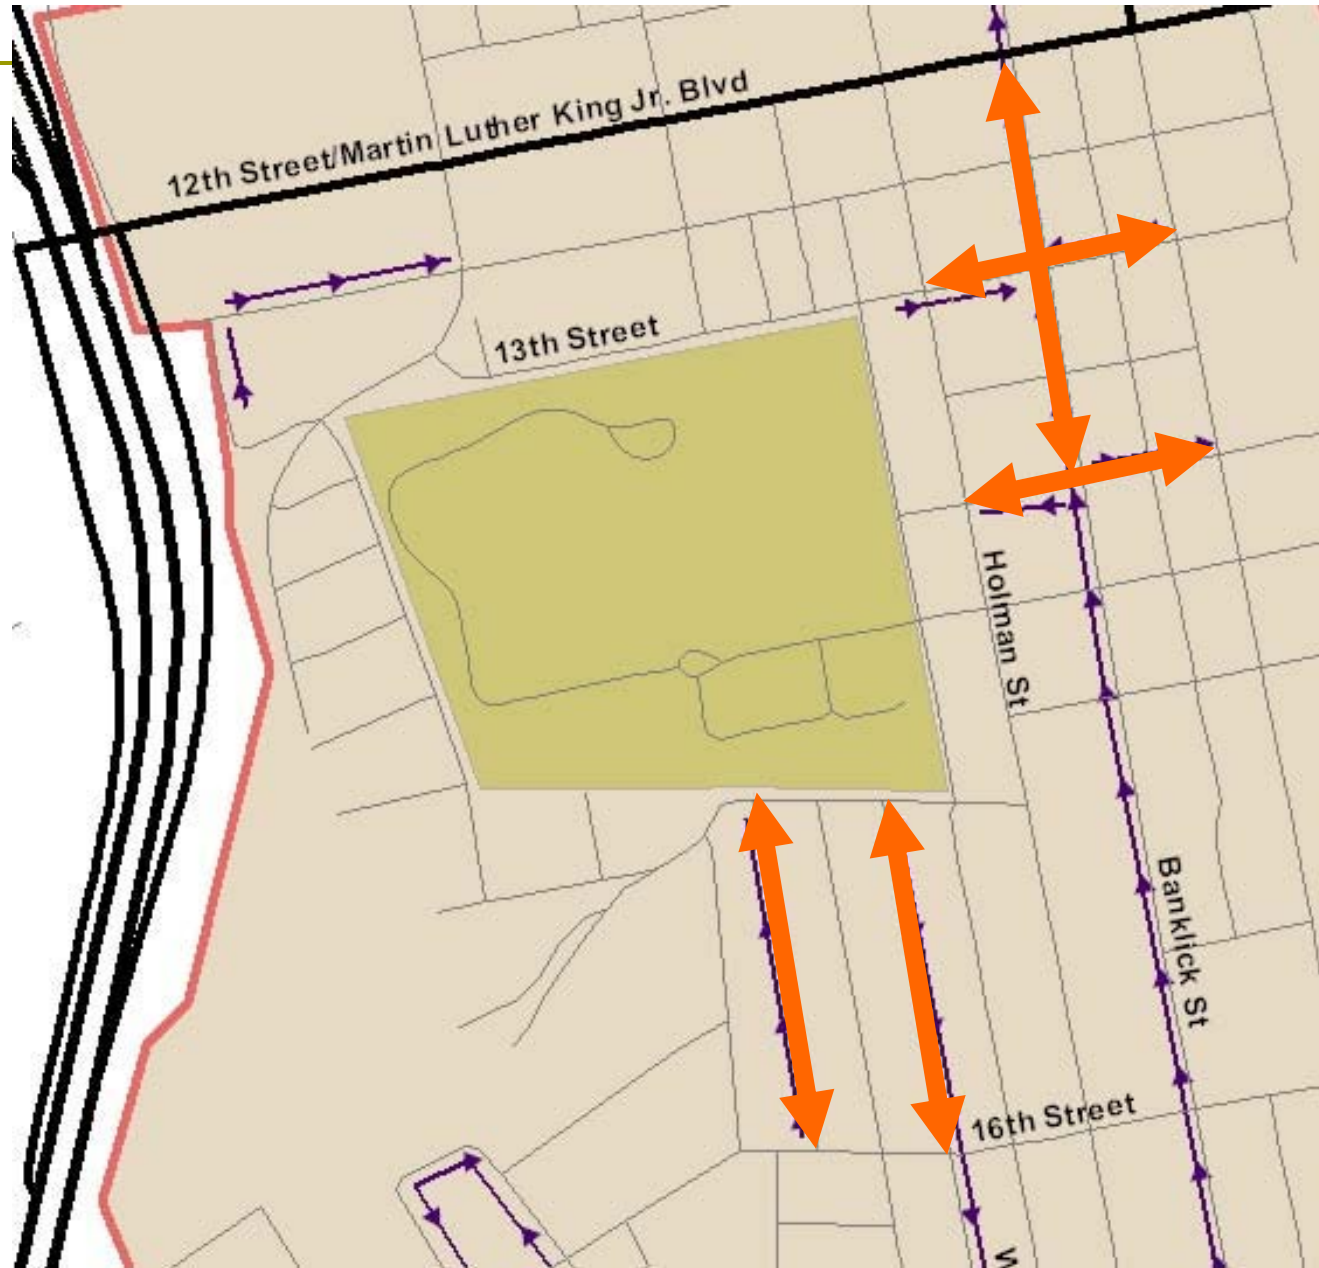 12th Street/Martin Luther King Jr. Blvd
13th Street
Holman St
Banklick St
16th Street
W